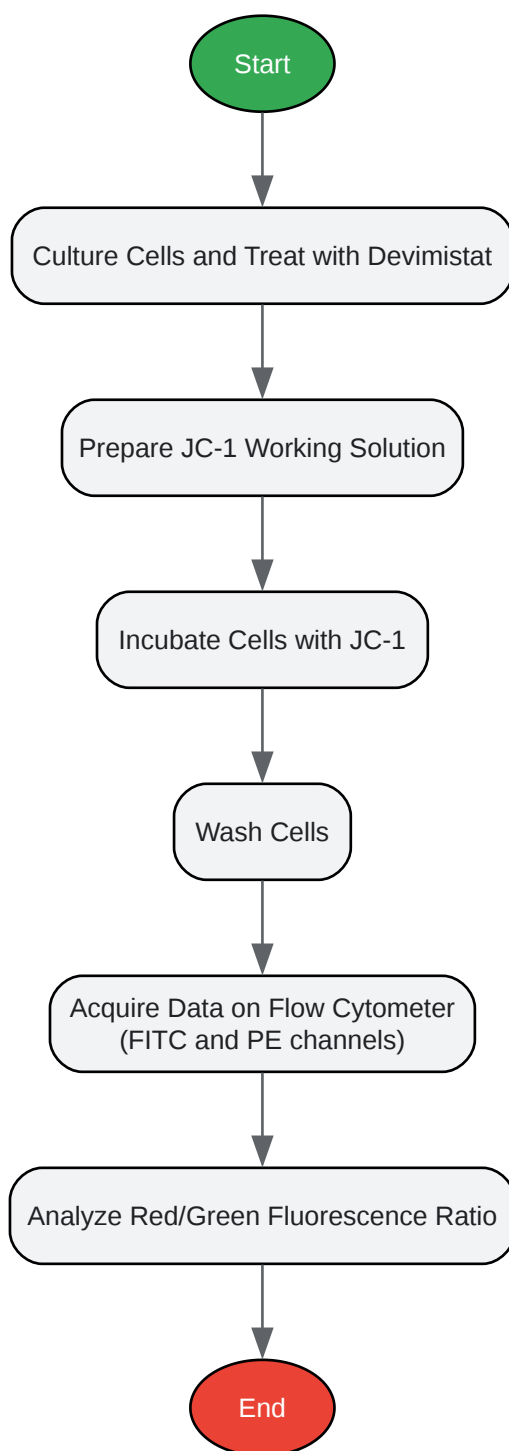 Start
Culture Cells and Treat with Devimistat
Prepare JC-1 Working Solution
Incubate Cells with JC-1
Wash Cells
Acquire Data on Flow Cytometer
(FITC and PE channels)
Analyze Red/Green Fluorescence Ratio
End